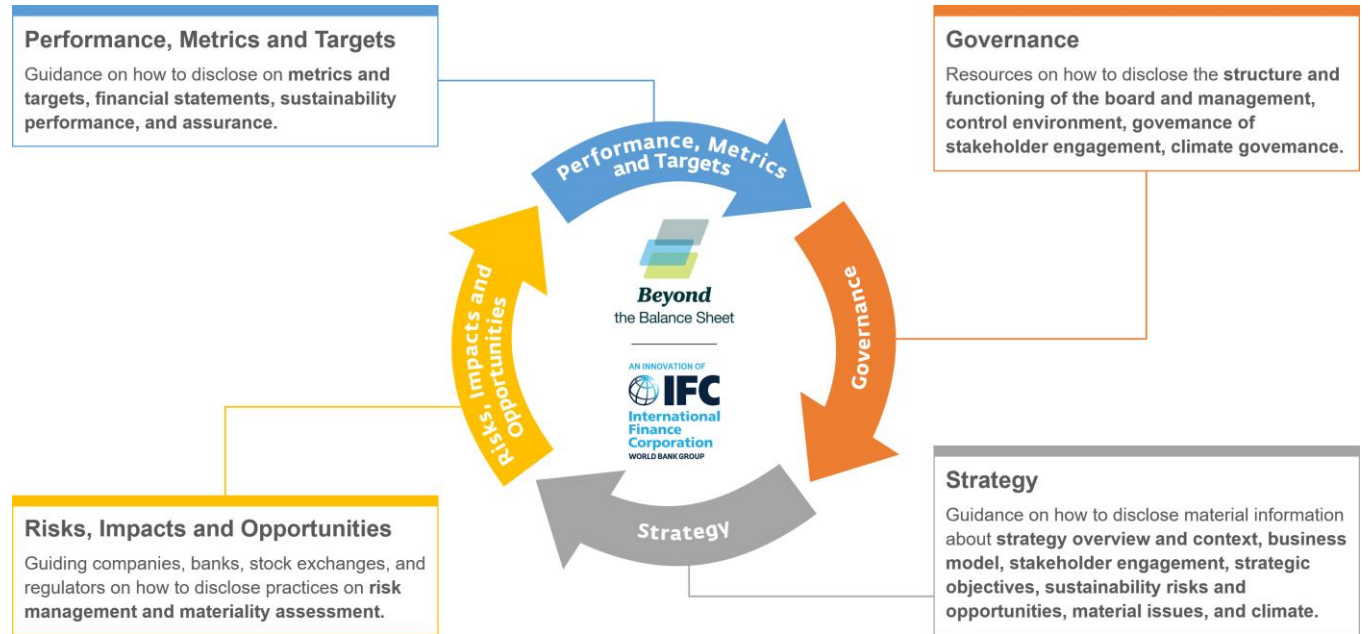 Performance, Metrics and Targets
Guidance on how to disclose on metrics and
targets, financial statements, sustainability
performance, and assurance.
Governance
Resources on how to disclose the structure and
functioning of the board and management,
control environment, govemance of
stakeholder engagement, climate govemance.
Performance, Metrics
and Targets
Governance
Strategy
Risks, Impacts and
Opportunities
Beyond
the Balance Sheet
AN INNOVATION OF
IFC
International
Finance
Corporation
WORLD BANK GROUP
Risks, Impacts and Opportunities
Guiding companies, banks, stock exchanges, and
regulators on how to disclose practices on risk
management and materiality assessment.
Strategy
Guidance on how to disclose material information
about strategy overview and context, business
model, stakeholder engagement, strategic
objectives, sustainability risks and
opportunities, material issues, and climate.